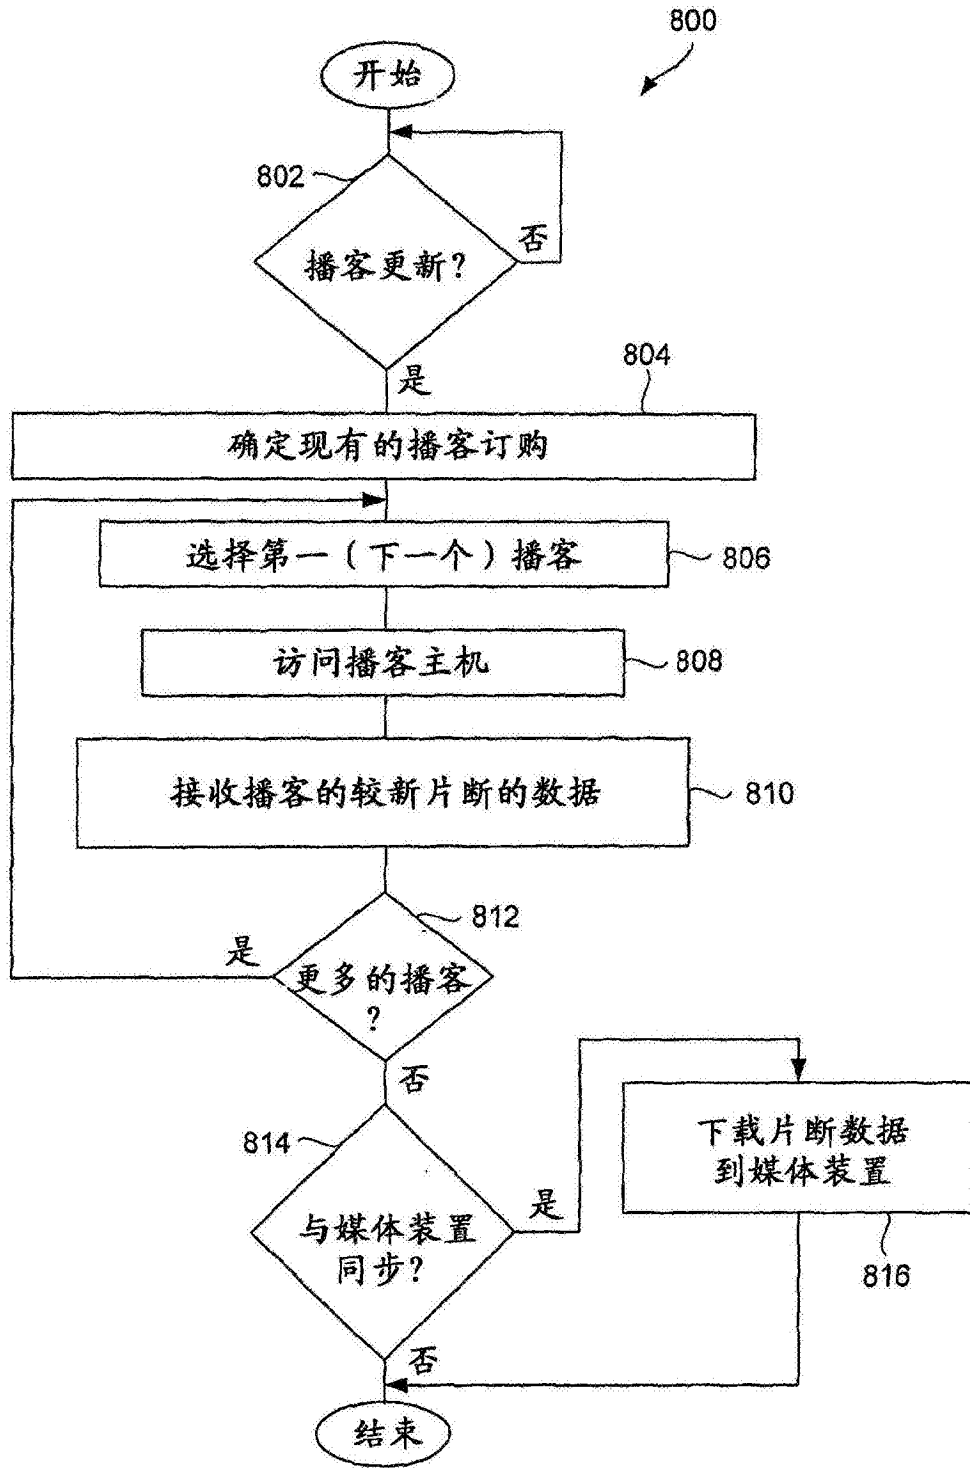 800
开始
802
否
播客更新?
是
804
确定现有的播客订购
选择第一(下一个)播客
806
访问播客主机
808
接收播客的较新片断的数据
810
812
是
更多的播客
?
否
814
下载片断数据
到媒体装置
是
与媒体装置
同步?
816
否
结束